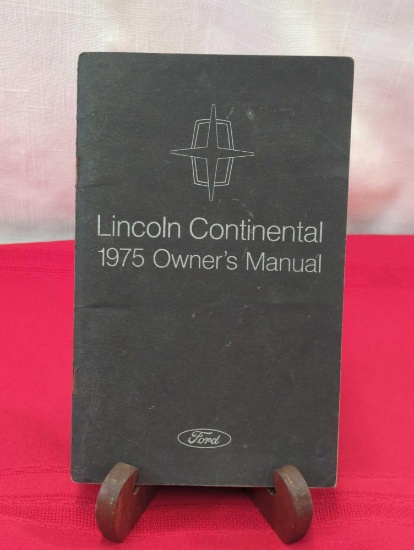 Lincoln Continental
1975 Owner's Manual
Ford